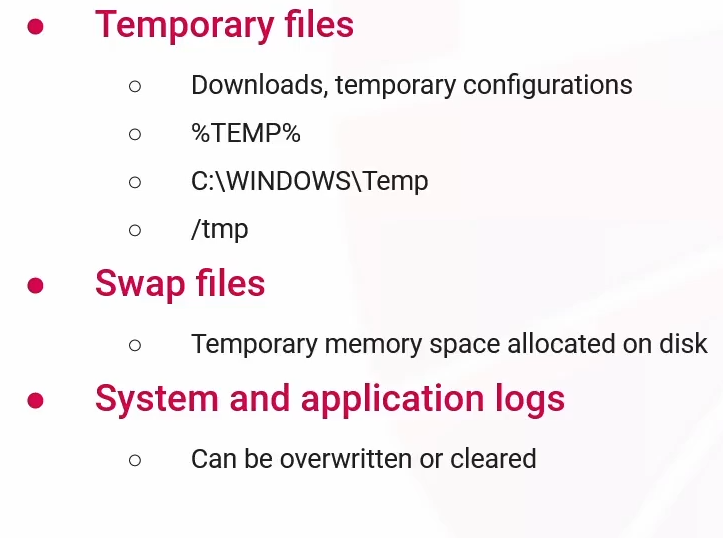 ● Temporary files
○ Downloads, temporary configurations
○ %TEMP%
○ C:\WINDOWS\Temp
○ /tmp
● Swap files
○ Temporary memory space allocated on disk
● System and application logs
○ Can be overwritten or cleared